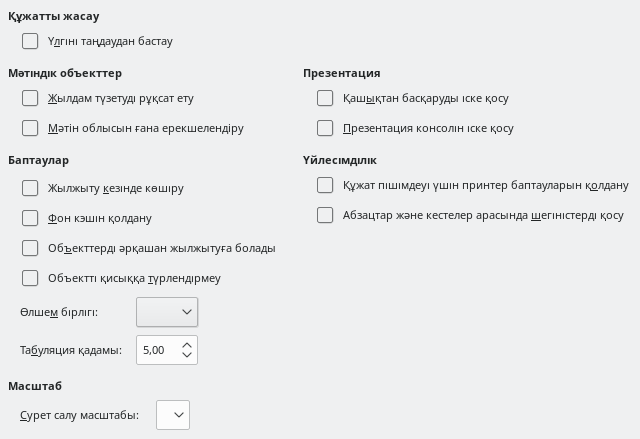 Құжатты жасау
Үлгіні таңдаудан бастау
Мәтіндік объекттер
Жылдам түзетуді рұқсат ету
Мәтін облысын ғана ерекшелендіру
Баптаулар
Жылжыту кезінде көшіру
Фон кэшін қолдану
Объекттерді әрқашан жылжытуға болады
Объектті қисыққа түрлендірмеу
Өлшем бірлігі:
Табуляция қадамы: 5,00
Масштаб
Сурет салу масштабы:
Презентация
Қашықтан басқаруды іске қосу
Презентация консолін іске қосу
Үйлесімділік
Құжат пішімдеуі үшін принтер баптауларын қолдану
Абзацтар және кестелер арасында шегіністерді қосу